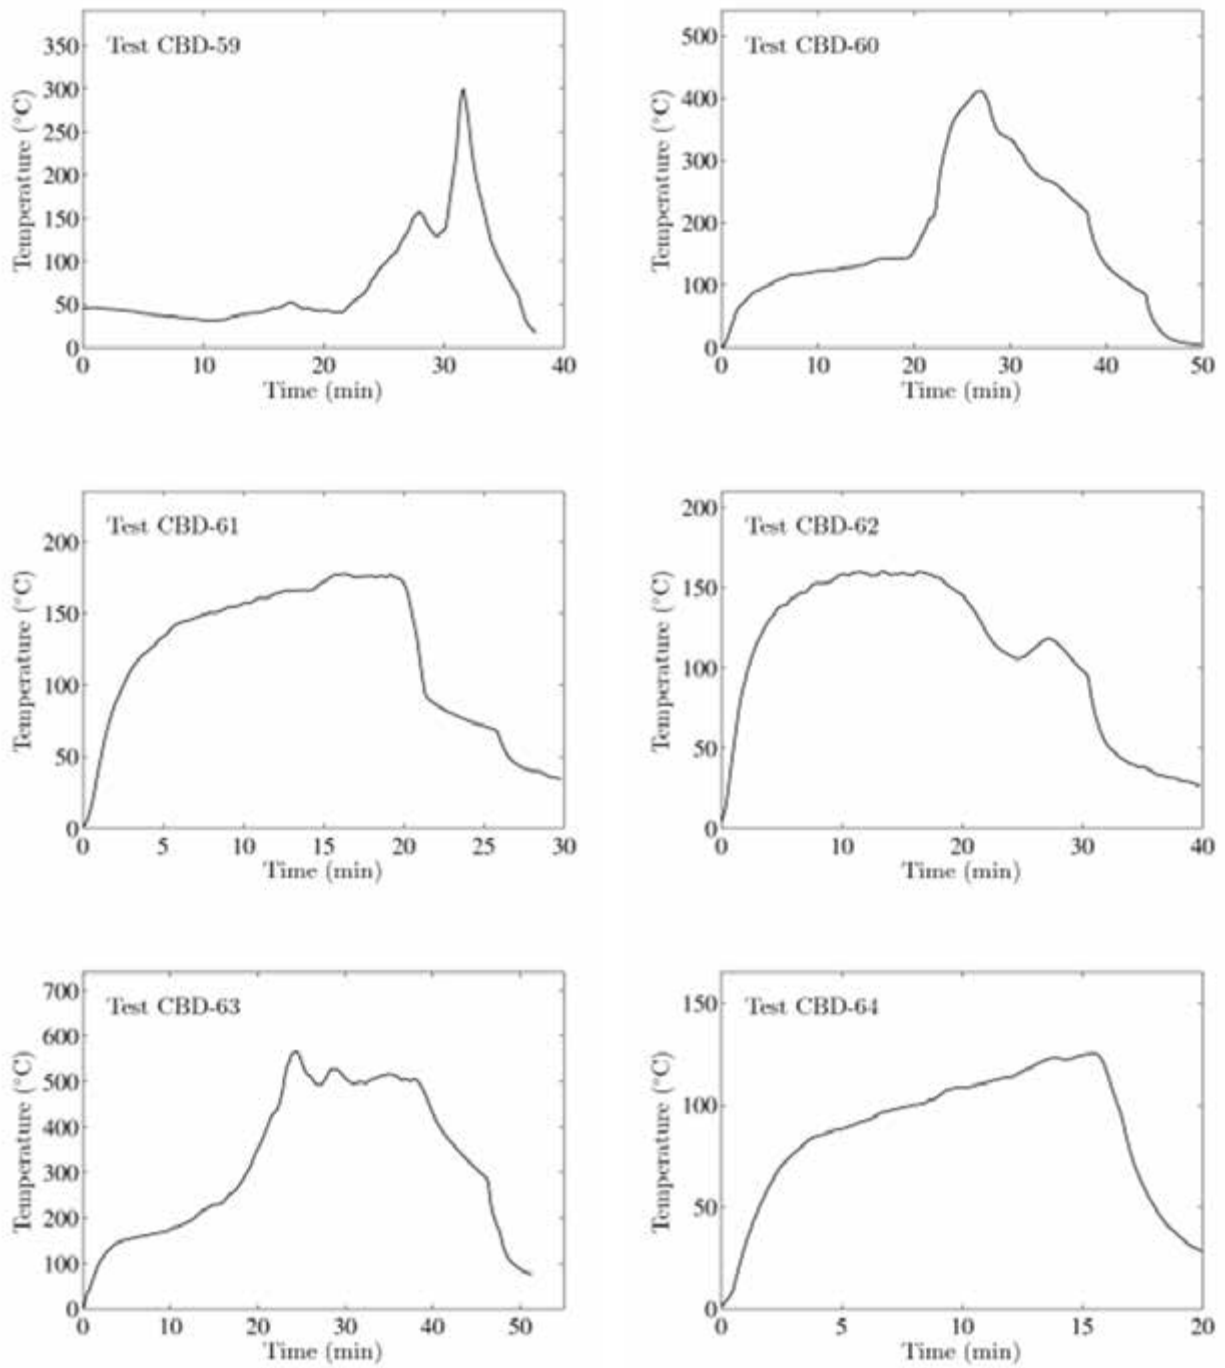 Test CBD-59
Temperature (°C)
350
300
250
200
150
100
50
0
0 10 20 30 40
Time (min)
Test CBD-60
Temperature (°C)
500
400
300
200
100
0
0 10 20 30 40 50
Time (min)
Test CBD-61
Temperature (°C)
200
150
100
50
0
0 5 10 15 20 25 30
Time (min)
Test CBD-62
Temperature (°C)
200
150
100
50
0
0 10 20 30 40
Time (min)
Test CBD-63
Temperature (°C)
700
600
500
400
300
200
100
0
0 10 20 30 40 50
Time (min)
Test CBD-64
Temperature (°C)
150
100
50
0
0 5 10 15 20
Time (min)